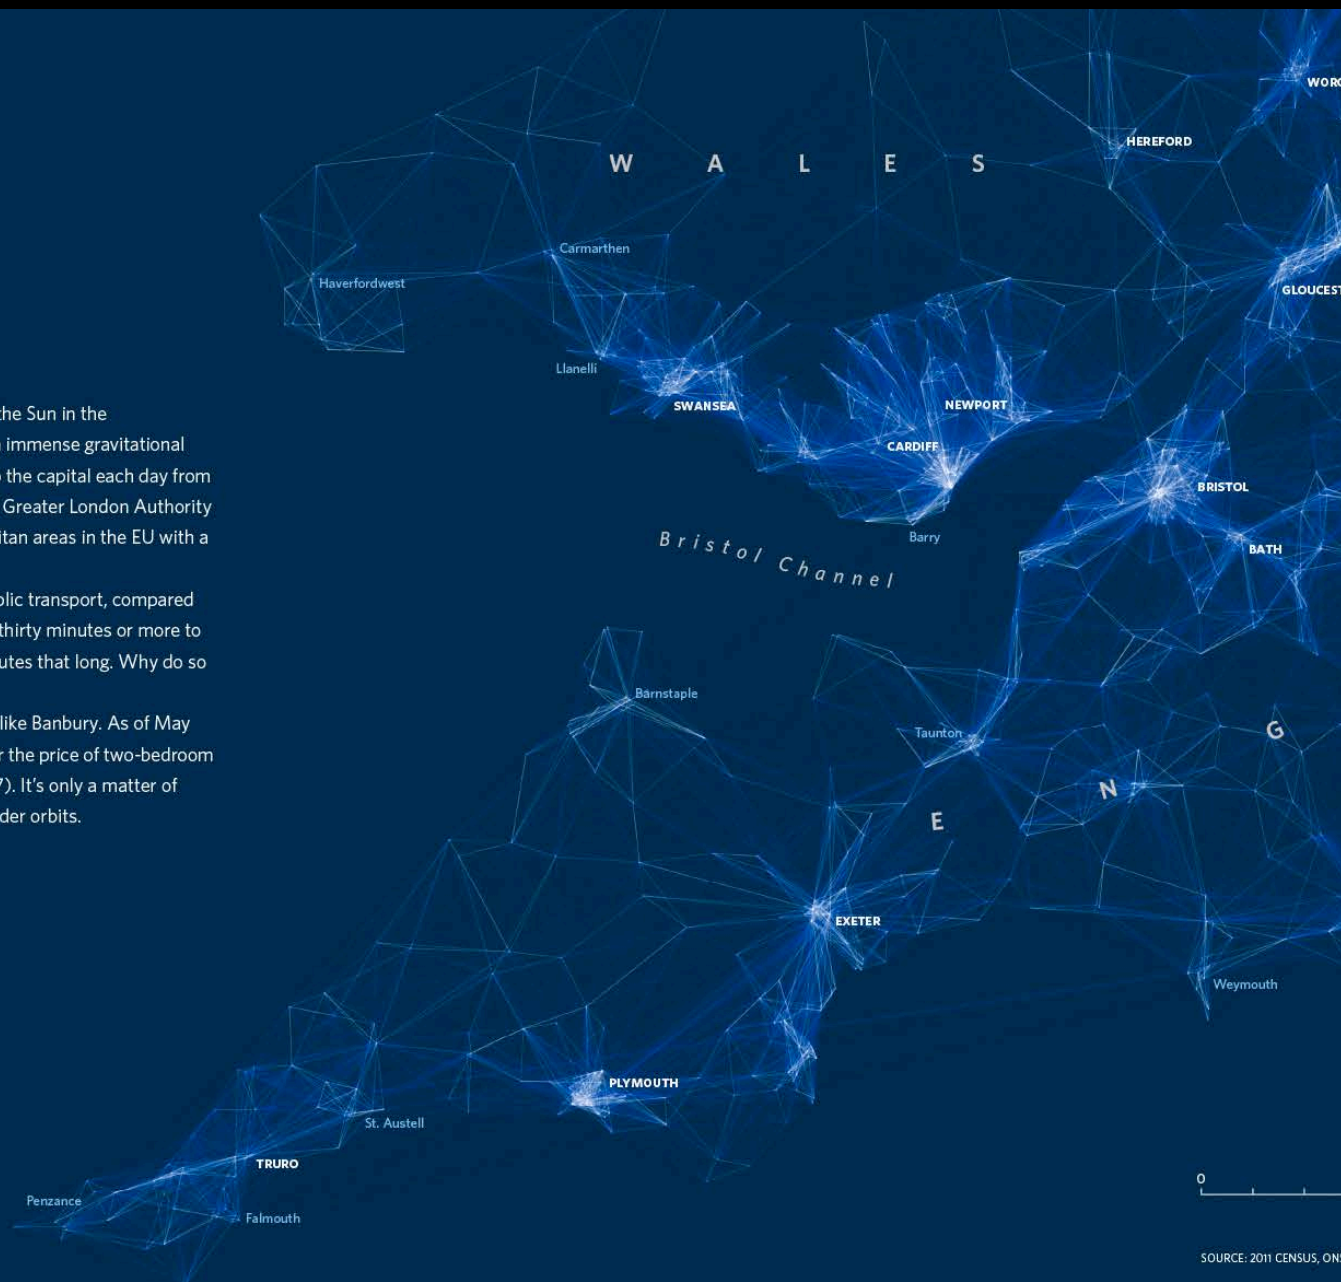 WORC
HEREFORD
W A L E S
Carmarthen
Haverfordwest
GLOUCEST
Llanelli
SWANSEA
NEWPORT
CARDIFF
BRISTOL
Barry
BATH
Bristol Channel
the Sun in the
immense gravitational
the capital each day from
Greater London Authority
itan areas in the EU with a
blic transport, compared
thirty minutes or more to
utes that long. Why do so
like Banbury. As of May
r the price of two-bedroom
7). It’s only a matter of
der orbits.
Barnstaple
Taunton
E N G
EXETER
Weymouth
PLYMOUTH
St. Austell
TRURO
Penzance
Falmouth
0
SOURCE: 2011 CENSUS, ONS